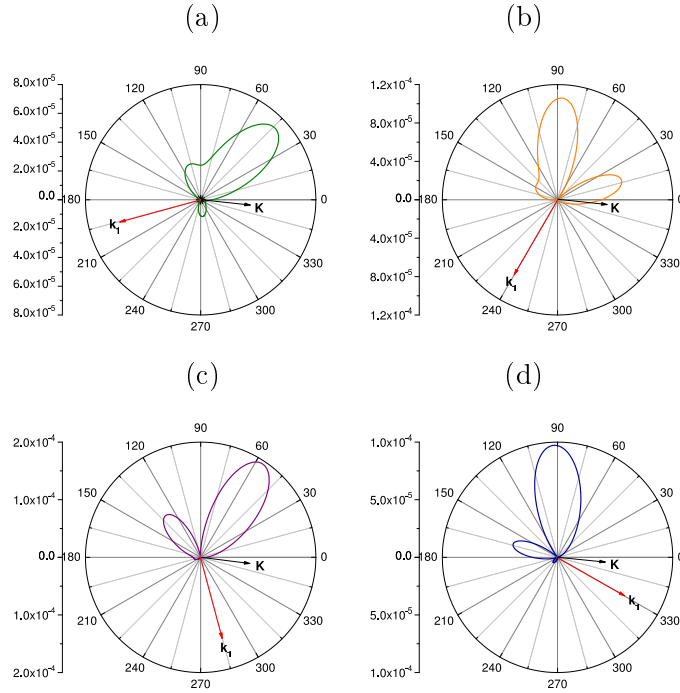 (a)
(b)
8.0x10⁻⁵
6.0x10⁻⁵
4.0x10⁻⁵
2.0x10⁻⁵
0.0
2.0x10⁻⁵
4.0x10⁻⁵
6.0x10⁻⁵
8.0x10⁻⁵
90
60
30
0
330
300
270
240
210
180
150
120
k₁
K
1.2x10⁻⁴
8.0x10⁻⁵
4.0x10⁻⁵
0.0
4.0x10⁻⁵
8.0x10⁻⁵
1.2x10⁻⁴
90
60
30
0
330
300
270
240
210
180
150
120
k₁
K
(c)
(d)
2.0x10⁻⁴
1.0x10⁻⁴
0.0
1.0x10⁻⁴
2.0x10⁻⁴
90
60
30
0
330
300
270
240
210
180
150
120
k₁
K
1.0x10⁻⁴
5.0x10⁻⁵
0.0
5.0x10⁻⁵
1.0x10⁻⁴
90
60
30
0
330
300
270
240
210
180
150
120
k₁
K